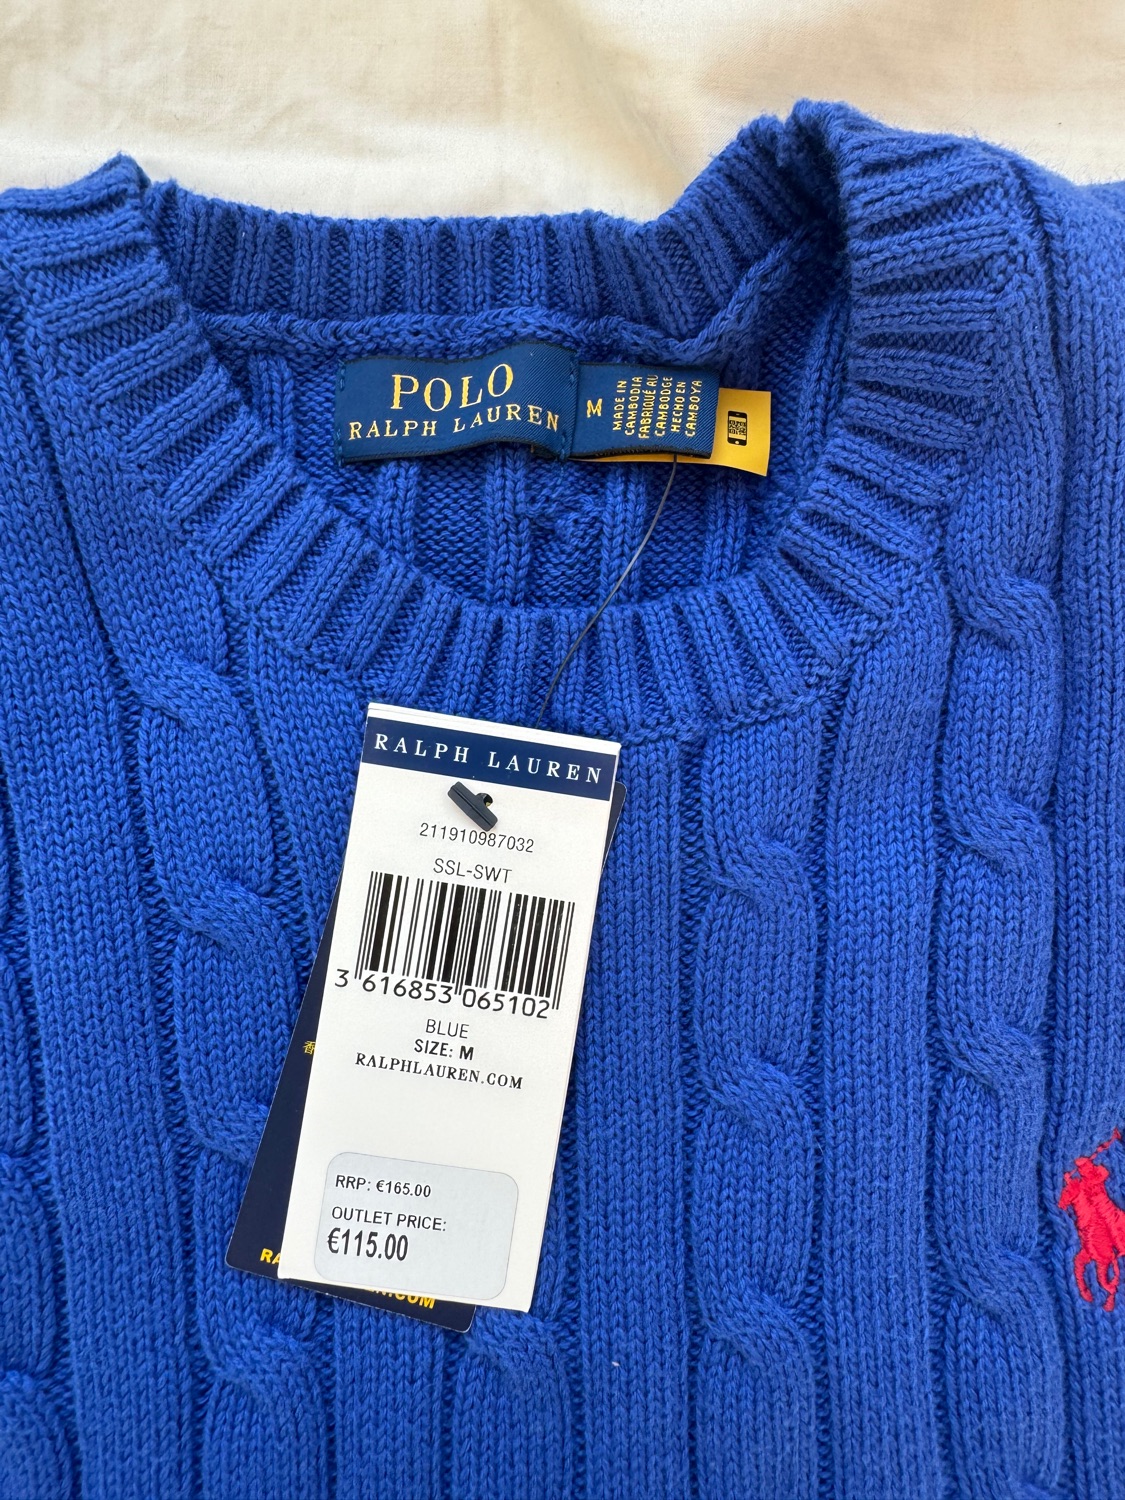 POLO
RALPH LAUREN
M
MADE IN
CAMBODIA
FABRIQUÉ AU
CAMBODGE
HECHO EN
CAMBOYA
RALPH LAUREN
211910987032
SSL-SWT
3 616853 065102
BLUE
SIZE: M
RALPHLAUREN.COM
RRP: €165.00
OUTLET PRICE:
€115.00